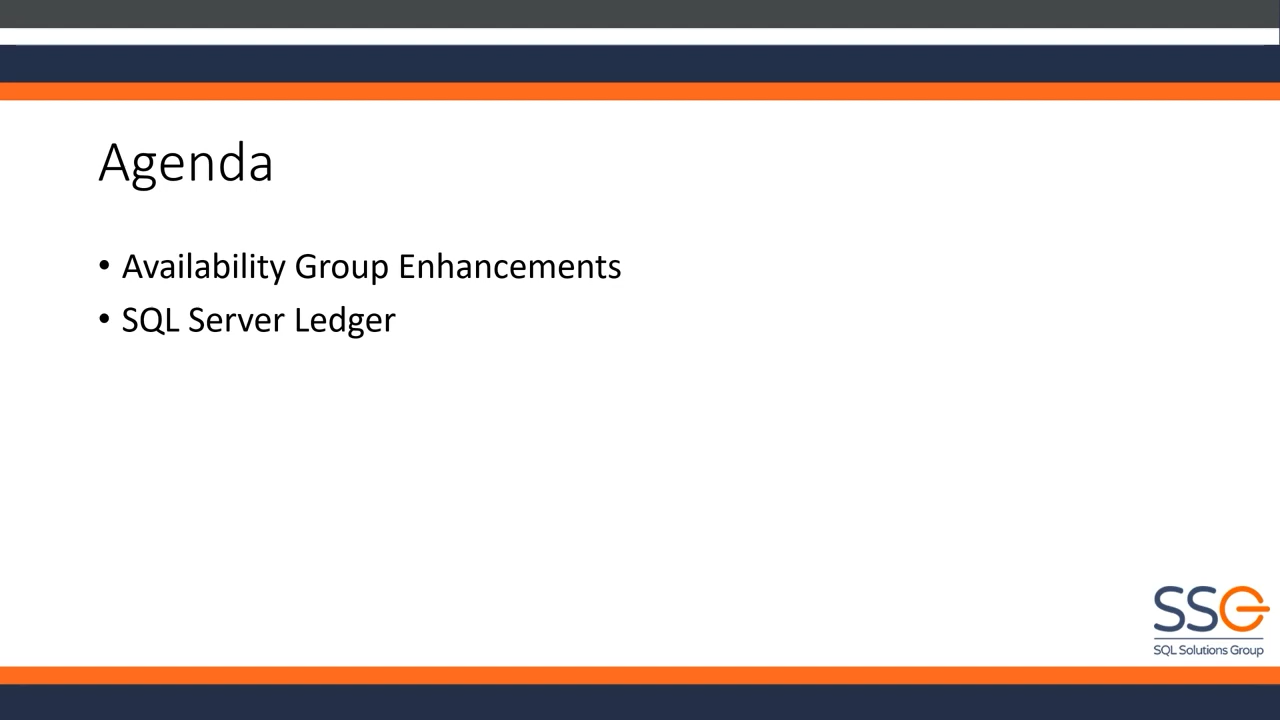 Agenda
• Availability Group Enhancements
• SQL Server Ledger
SSG
SQL Solutions Group